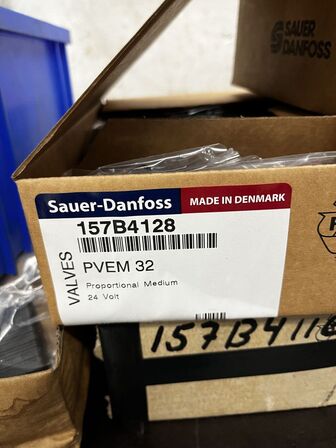 SAUER
DANFOSS
Sauer-Danfoss MADE IN DENMARK
157B4128
VALVES
PVEM 32
Proportional Medium
24 Volt
157B411